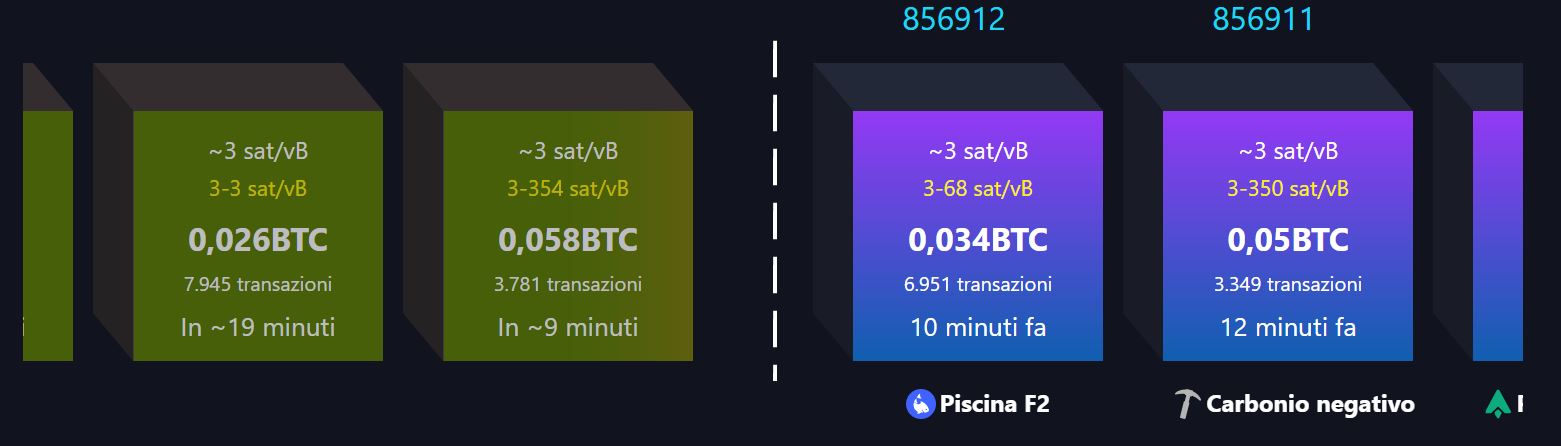 856912
856911
~3 sat/vB
3-3 sat/vB
0,026BTC
7.945 transazioni
In ~19 minuti
~3 sat/vB
3-354 sat/vB
0,058BTC
3.781 transazioni
In ~9 minuti
~3 sat/vB
3-68 sat/vB
0,034BTC
6.951 transazioni
10 minuti fa
Piscina F2
~3 sat/vB
3-350 sat/vB
0,05BTC
3.349 transazioni
12 minuti fa
Carbonio negativo